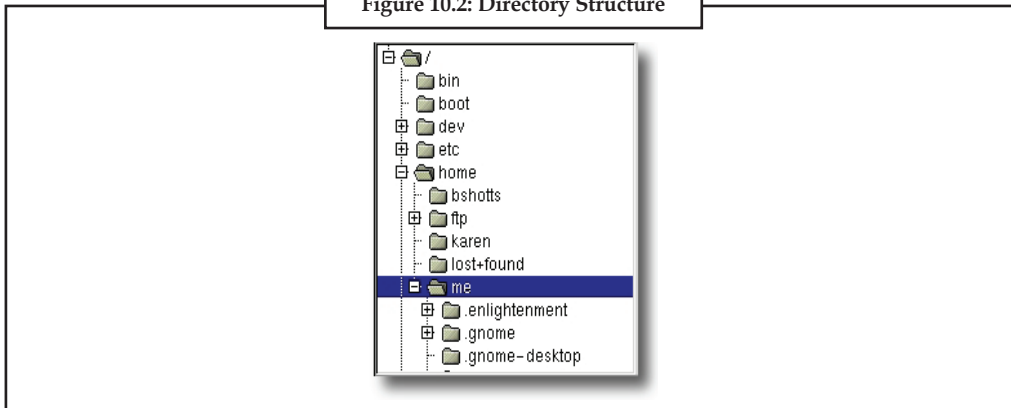 Figure 10.2: Directory Structure
/
bin
boot
dev
etc
home
bshotts
ftp
karen
lost+found
me
.enlightenment
.gnome
.gnome-desktop